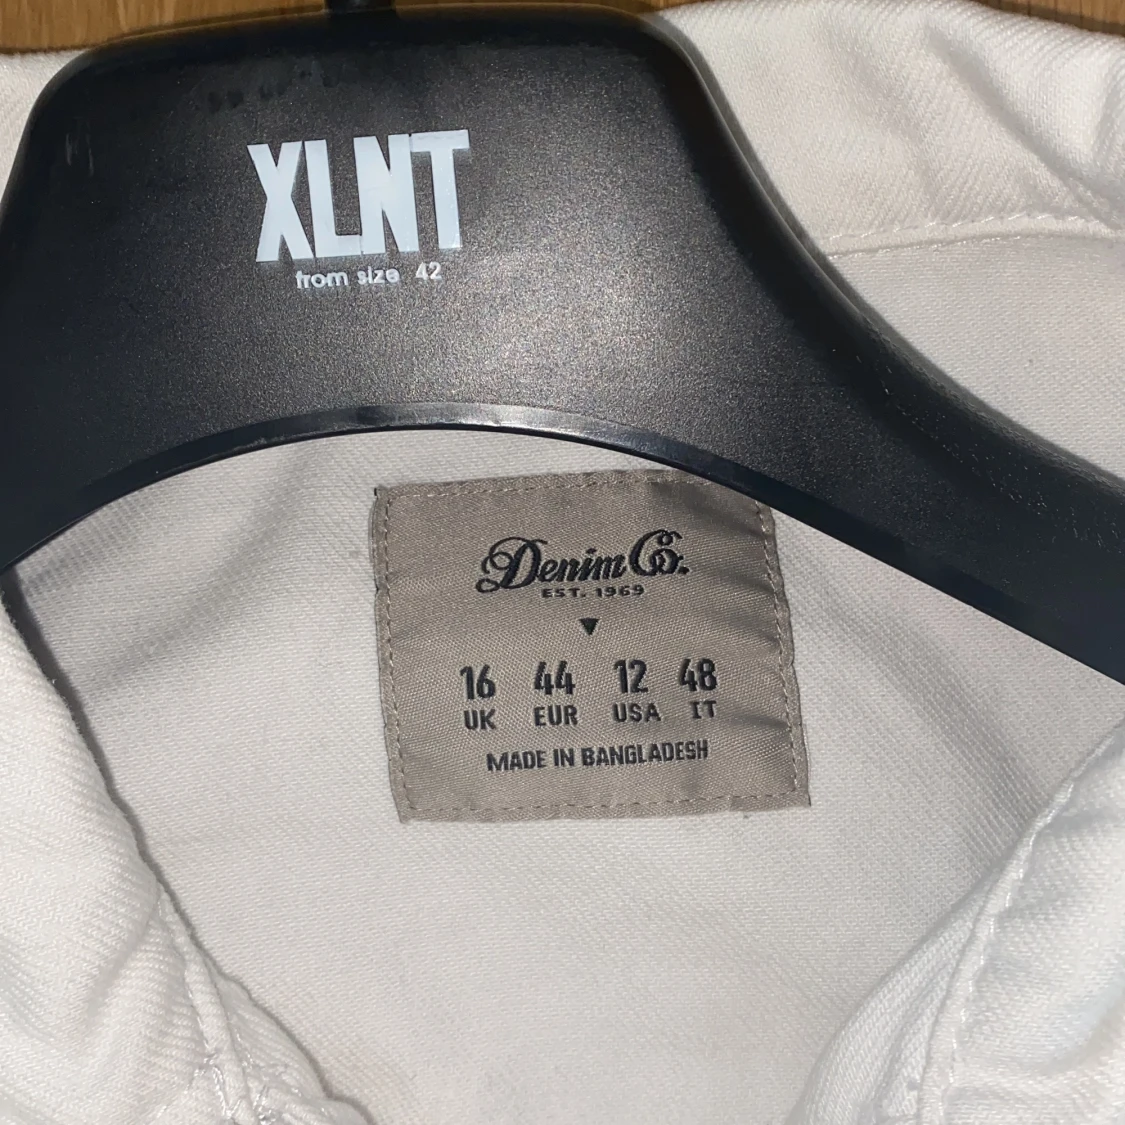 XLNT
from size 42
Denim Co.
EST. 1969
16 44 12 48
UK EUR USA IT
MADE IN BANGLADESH